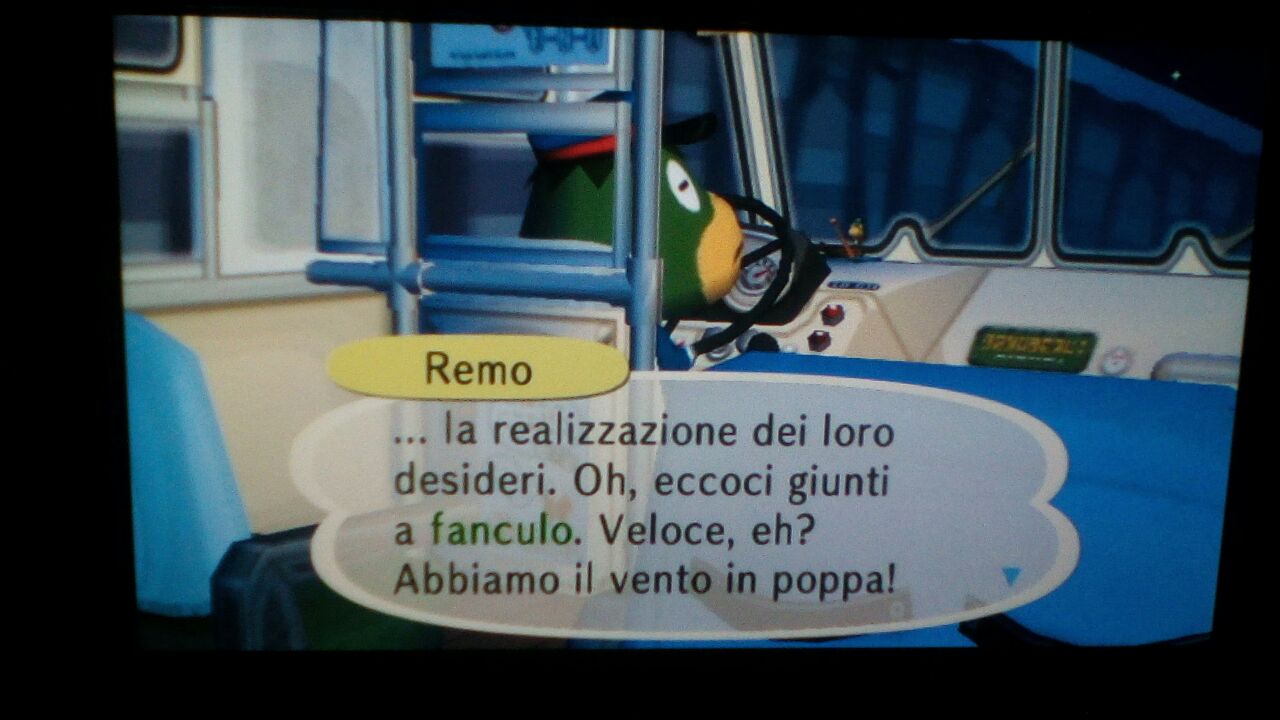 Remo
... la realizzazione dei loro
desideri. Oh, eccoci giunti
a fanculo. Veloce, eh?
Abbiamo il vento in poppa!